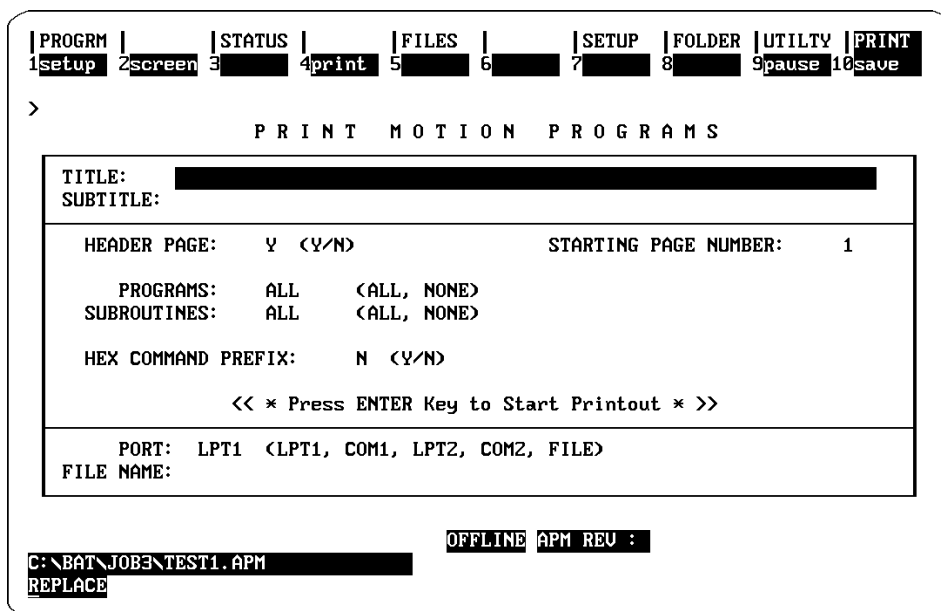 |PROGRM | |STATUS | |FILES | |SETUP |FOLDER |UTILTY |PRINT
1setup 2screen 3 4print 5 6 7 8 9pause 10save
>
PRINT MOTION PROGRAMS
TITLE:
SUBTITLE:
HEADER PAGE: Y (Y/N) STARTING PAGE NUMBER: 1
PROGRAMS: ALL (ALL, NONE)
SUBROUTINES: ALL (ALL, NONE)
HEX COMMAND PREFIX: N (Y/N)
<< * Press ENTER Key to Start Printout * >>
PORT: LPT1 (LPT1, COM1, LPT2, COM2, FILE)
FILE NAME:
OFFLINE APM REV :
C:\BAT\JOB3\TEST1.APM
REPLACE